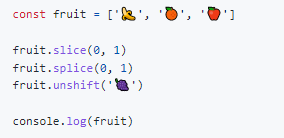 const fruit = ['🍌', '🍊', '🍎']
fruit.slice(0, 1)
fruit.splice(0, 1)
fruit.unshift('🍇')
console.log(fruit)